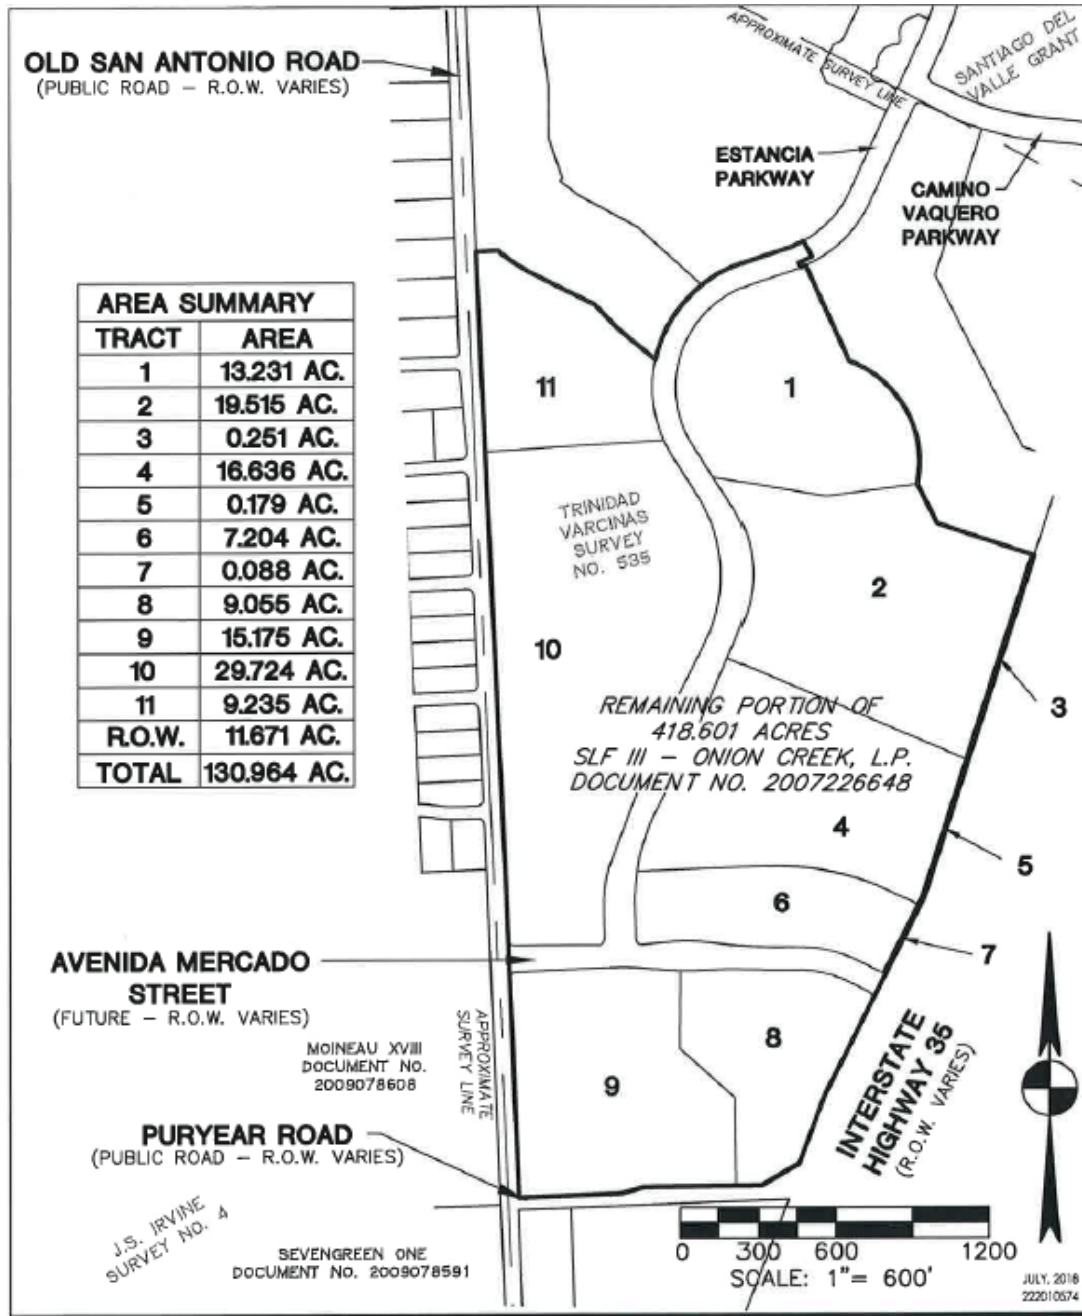 OLD SAN ANTONIO ROAD
(PUBLIC ROAD – R.O.W. VARIES)
APPROXIMATE SURVEY LINE
SANTIAGO DEL
VALLE GRANT
ESTANCIA
PARKWAY
CAMINO
VAQUERO
PARKWAY
AREA SUMMARY
TRACT AREA
1 13.231 AC.
2 19.515 AC.
3 0.251 AC.
4 16.636 AC.
5 0.179 AC.
6 7.204 AC.
7 0.088 AC.
8 9.055 AC.
9 15.175 AC.
10 29.724 AC.
11 9.235 AC.
R.O.W. 11.671 AC.
TOTAL 130.964 AC.
11
1
TRINIDAD
VARCINAS
SURVEY
NO. 535
2
10
REMAINING PORTION OF
418.601 ACRES
SLF III – ONION CREEK, L.P.
DOCUMENT NO. 2007226648
3
4
5
6
7
AVENIDA MERCADO
STREET
(FUTURE – R.O.W. VARIES)
MOINEAU XVIII
DOCUMENT NO.
2009078608
APPROXIMATE
SURVEY LINE
8
9
INTERSTATE
HIGHWAY 35
(R.O.W. VARIES)
PURYEAR ROAD
(PUBLIC ROAD – R.O.W. VARIES)
J.S. IRVINE
SURVEY NO. 4
SEVENGREEN ONE
DOCUMENT NO. 2009078591
0 300 600 1200
SCALE: 1"= 600'
JULY, 2018
222010574